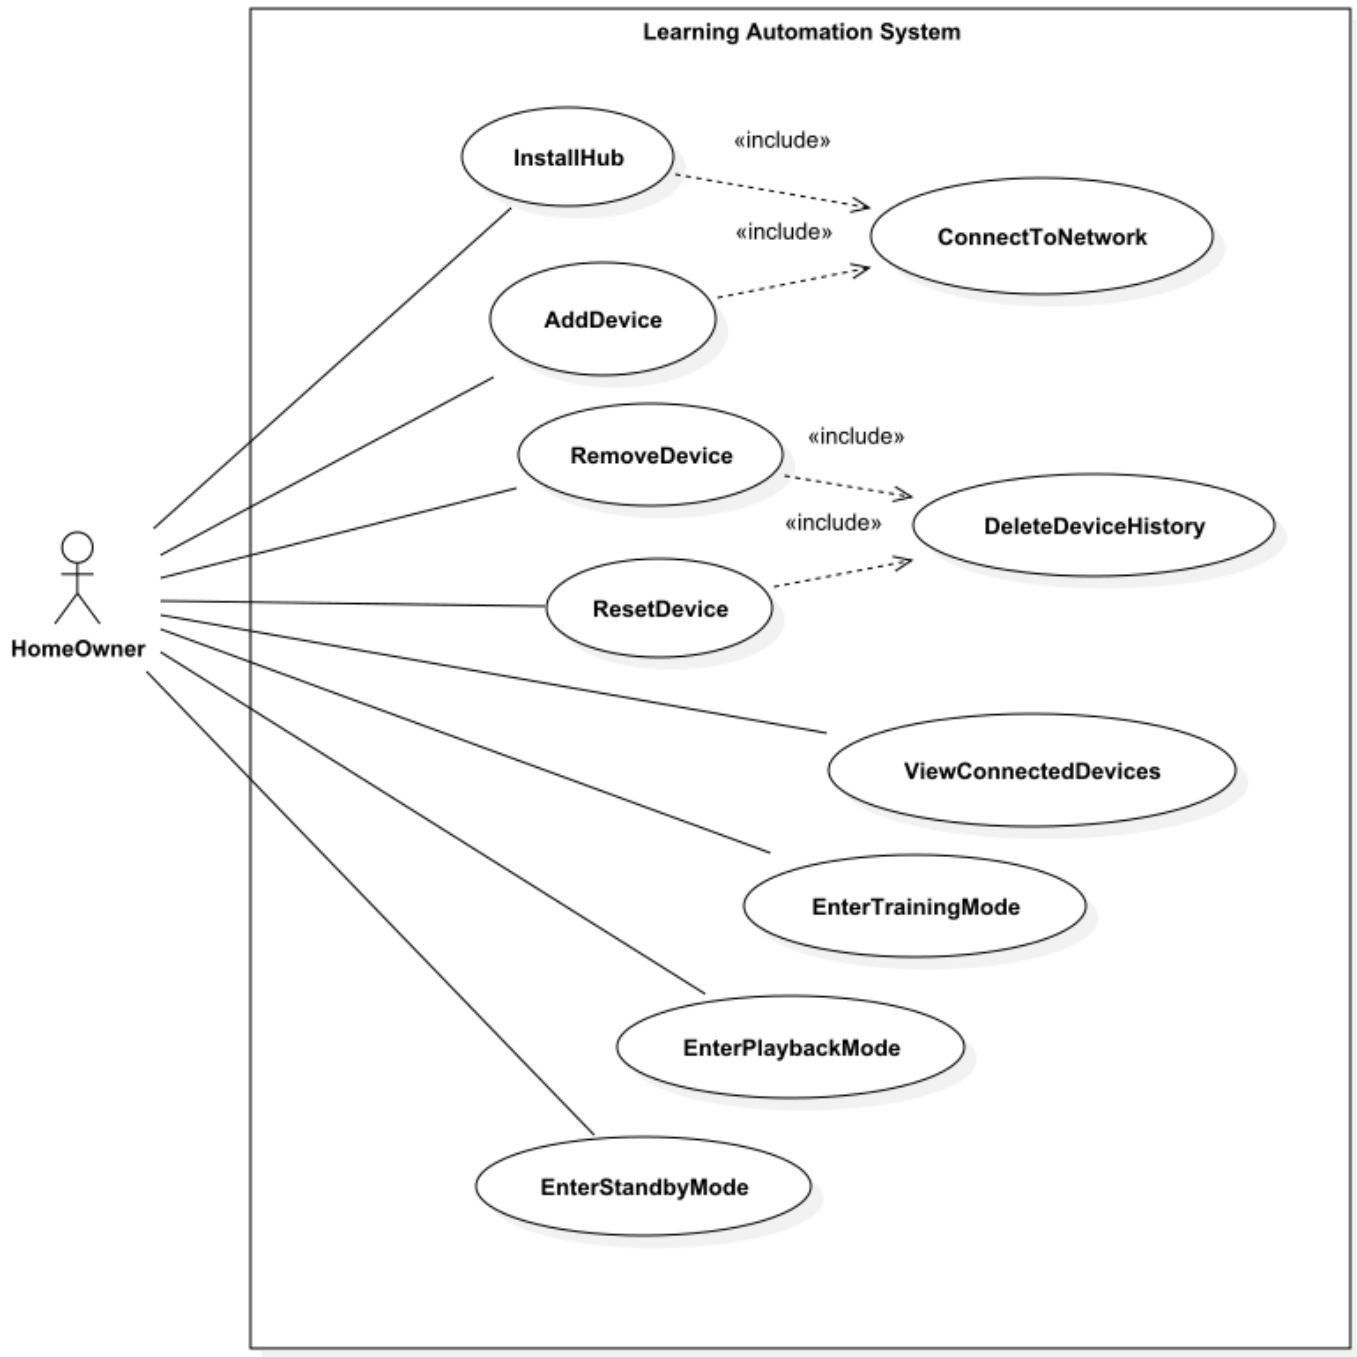 Learning Automation System
«include»
InstallHub
«include»
ConnectToNetwork
AddDevice
«include»
RemoveDevice
«include»
DeleteDeviceHistory
ResetDevice
HomeOwner
ViewConnectedDevices
EnterTrainingMode
EnterPlaybackMode
EnterStandbyMode